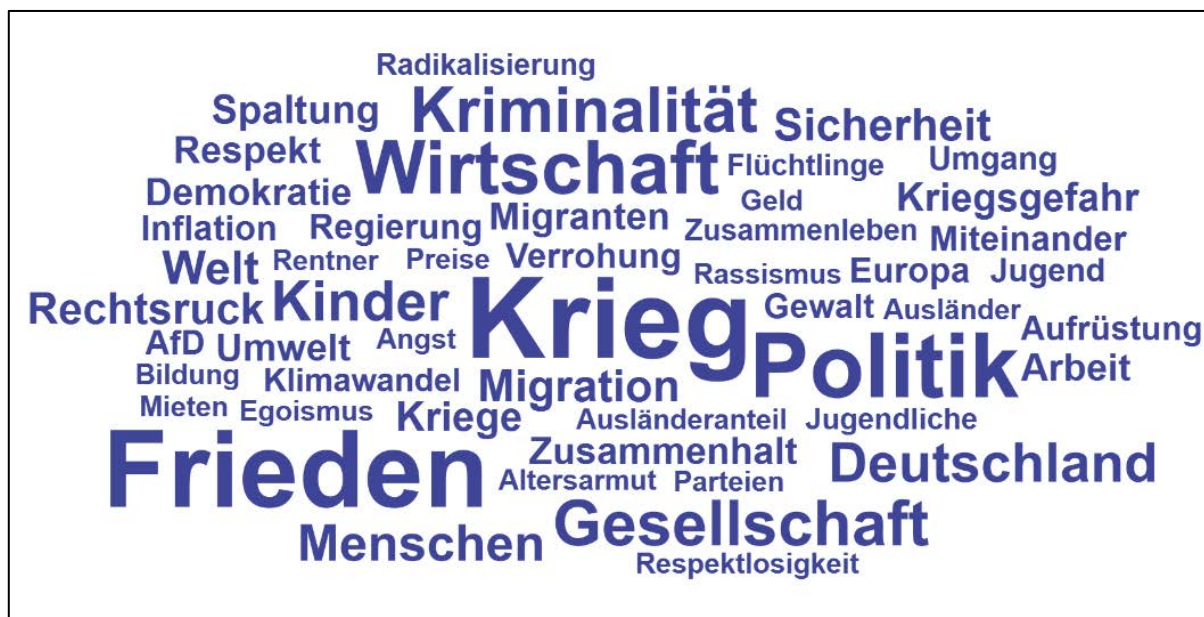 Radikalisierung
Spaltung Kriminalität Sicherheit
Respekt Wirtschaft Flüchtlinge Umgang
Demokratie Geld Kriegsgefahr
Inflation Regierung Migranten Zusammenleben Miteinander
Welt Rentner Preise Verrohung Rassismus Europa Jugend
Rechtsruck Kinder Krieg Gewalt Ausländer Aufrüstung
AfD Umwelt Angst Politik Arbeit
Bildung Klimawandel Migration
Mieten Egoismus Kriege Ausländeranteil Jugendliche
Frieden Zusammenhalt Deutschland
Altersarmut Parteien
Menschen Gesellschaft
Respektlosigkeit